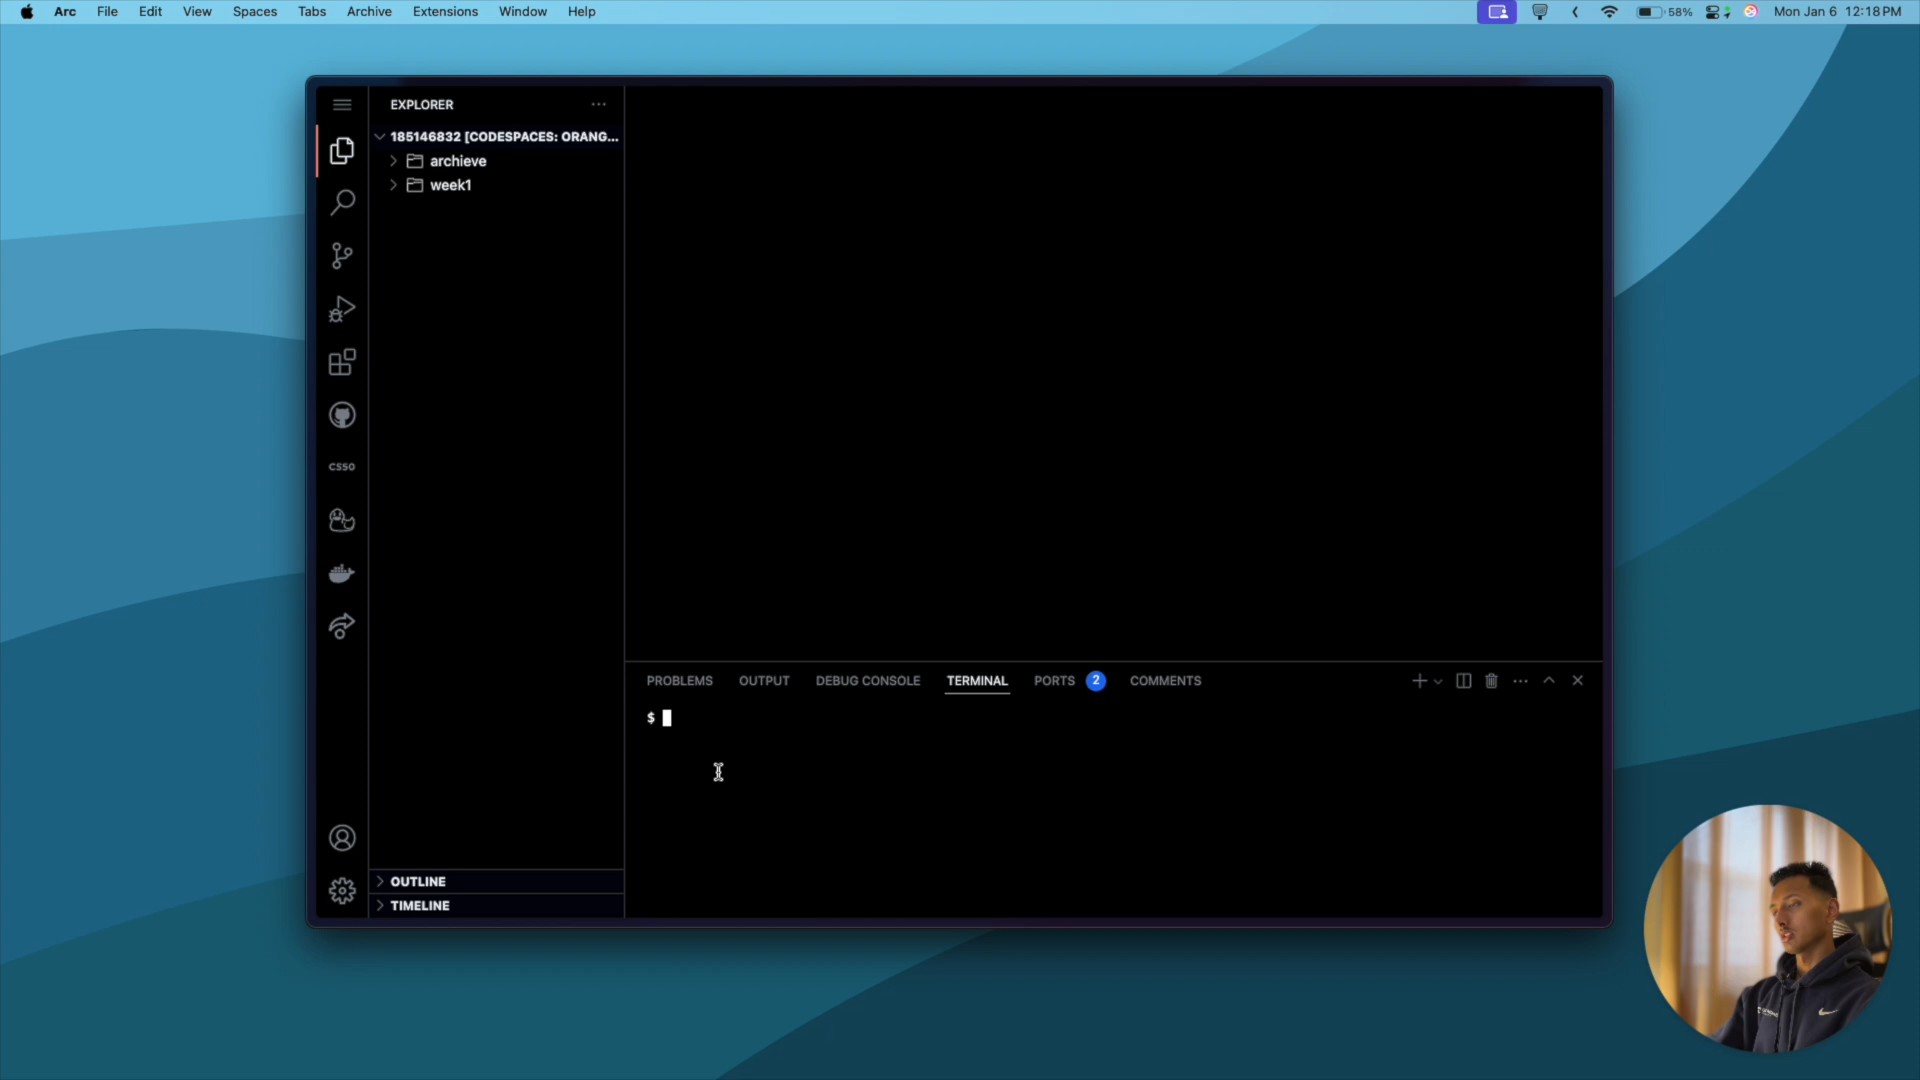 Arc File Edit View Spaces Tabs Archive Extensions Window Help 58% Mon Jan 6 12:18 PM
EXPLORER
185146832 [CODESPACES: ORANG...
archieve
week1
CS50
PROBLEMS OUTPUT DEBUG CONSOLE TERMINAL PORTS 2 COMMENTS
$
OUTLINE
TIMELINE